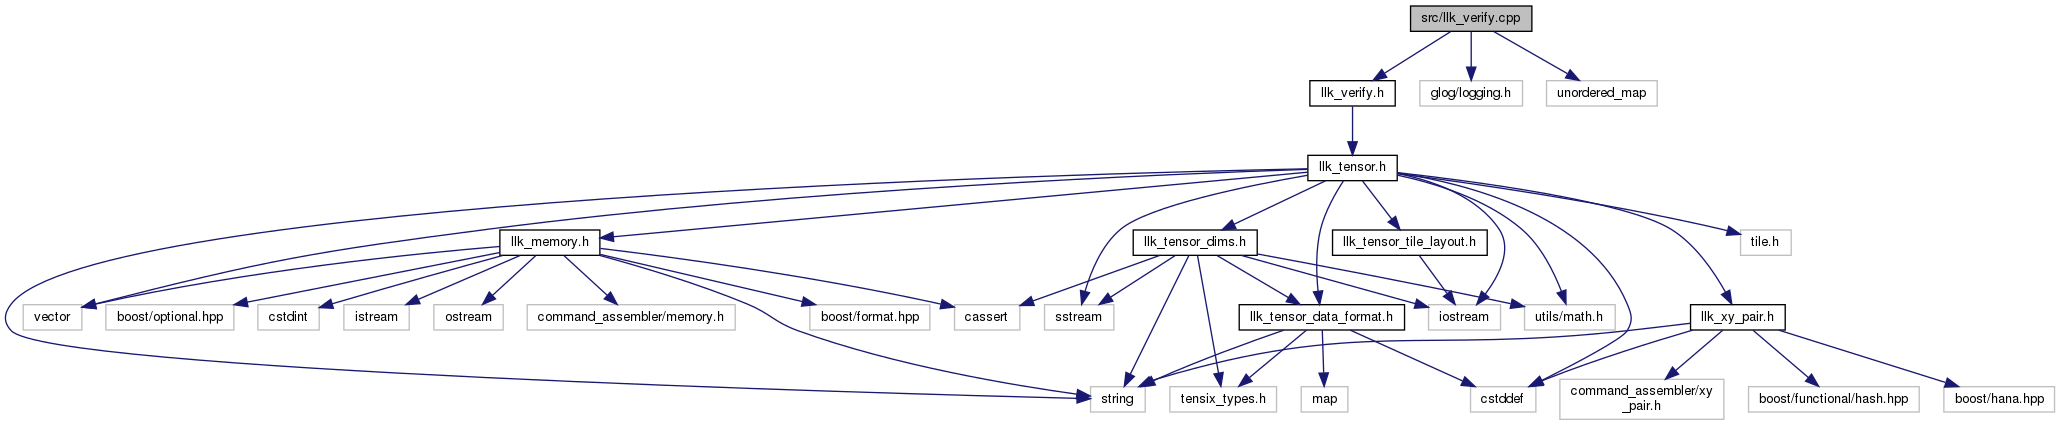 src/llk_verify.cpp
llk_verify.h
glog/logging.h
unordered_map
llk_tensor.h
llk_memory.h
llk_tensor_dims.h
llk_tensor_tile_layout.h
tile.h
vector
boost/optional.hpp
cstdint
istream
ostream
command_assembler/memory.h
boost/format.hpp
cassert
sstream
llk_tensor_data_format.h
iostream
utils/math.h
llk_xy_pair.h
string
tensix_types.h
map
cstddef
command_assembler/xy
_pair.h
boost/functional/hash.hpp
boost/hana.hpp